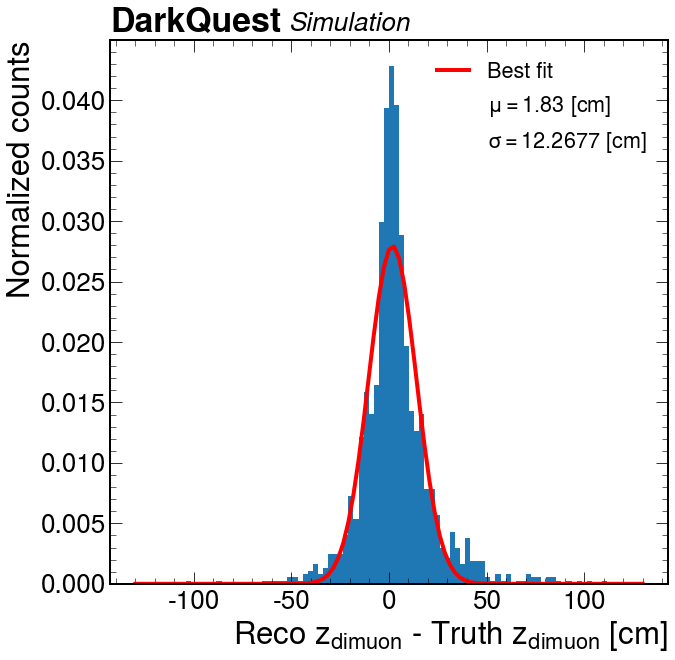 DarkQuest Simulation
Normalized counts
0.040
0.035
0.030
0.025
0.020
0.015
0.010
0.005
0.000
Best fit
μ = 1.83 [cm]
σ = 12.2677 [cm]
-100 -50 0 50 100
Reco z_dimuon - Truth z_dimuon [cm]